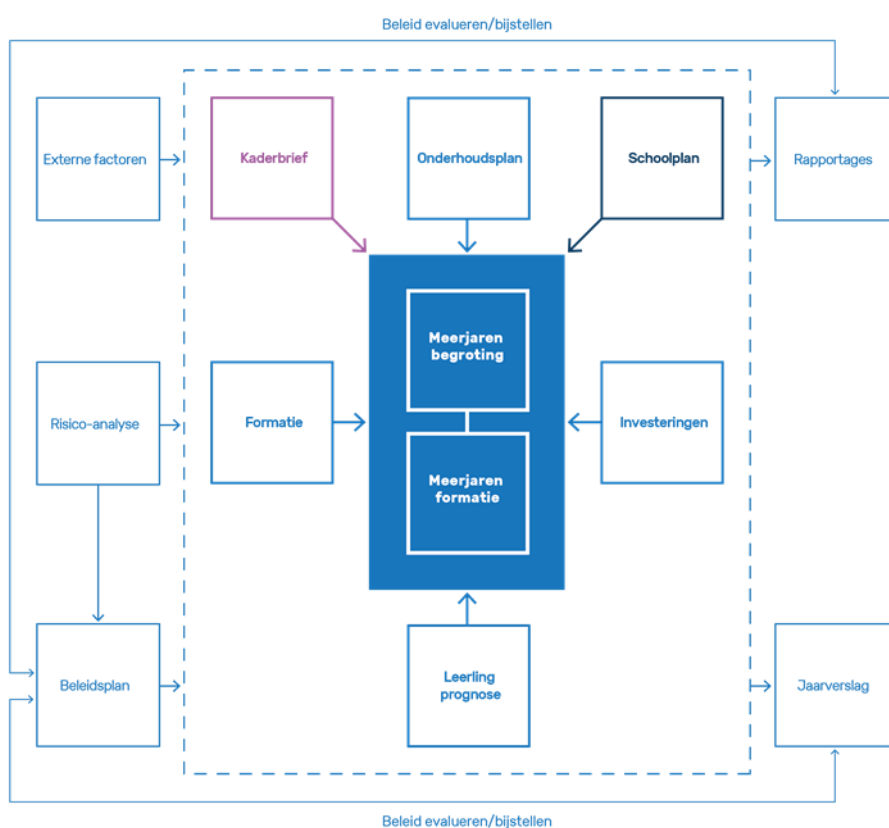 Beleid evalueren/bijstellen
Externe factoren
Kaderbrief
Onderhoudsplan
Schoolplan
Rapportages
Meerjaren
begroting
Risico-analyse
Formatie
Investeringen
Meerjaren
formatie
Beleidsplan
Leerling
prognose
Jaarverslag
Beleid evalueren/bijstellen